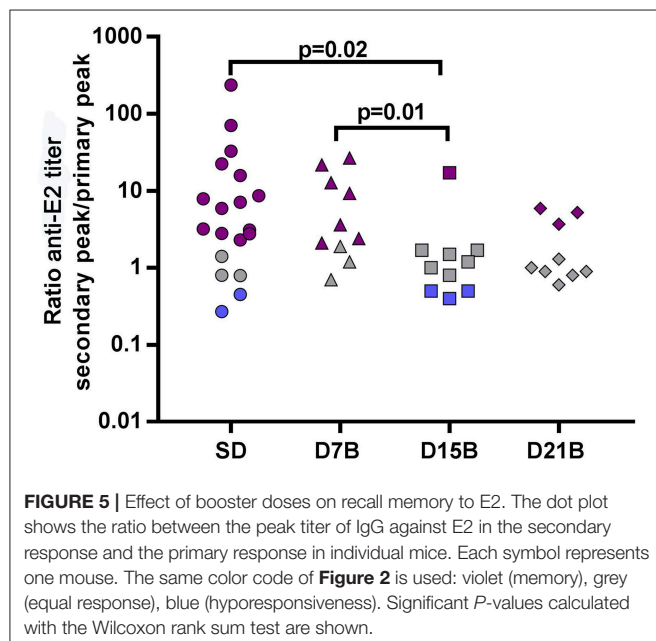 1000
100
10
1
0.1
0.01
Ratio anti-E2 titer
secondary peak/primary peak
p=0.02
p=0.01
SD D7B D15B D21B
FIGURE 5 | Effect of booster doses on recall memory to E2. The dot plot
shows the ratio between the peak titer of IgG against E2 in the secondary
response and the primary response in individual mice. Each symbol represents
one mouse. The same color code of Figure 2 is used: violet (memory), grey
(equal response), blue (hyporesponsiveness). Significant P-values calculated
with the Wilcoxon rank sum test are shown.